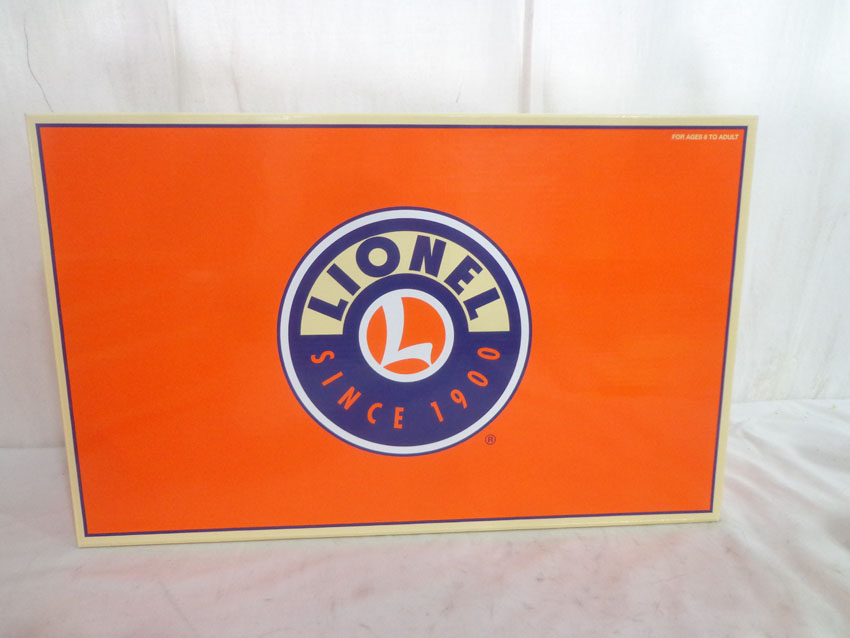 FOR AGES 8 TO ADULT
LIONEL
L
SINCE 1900
®